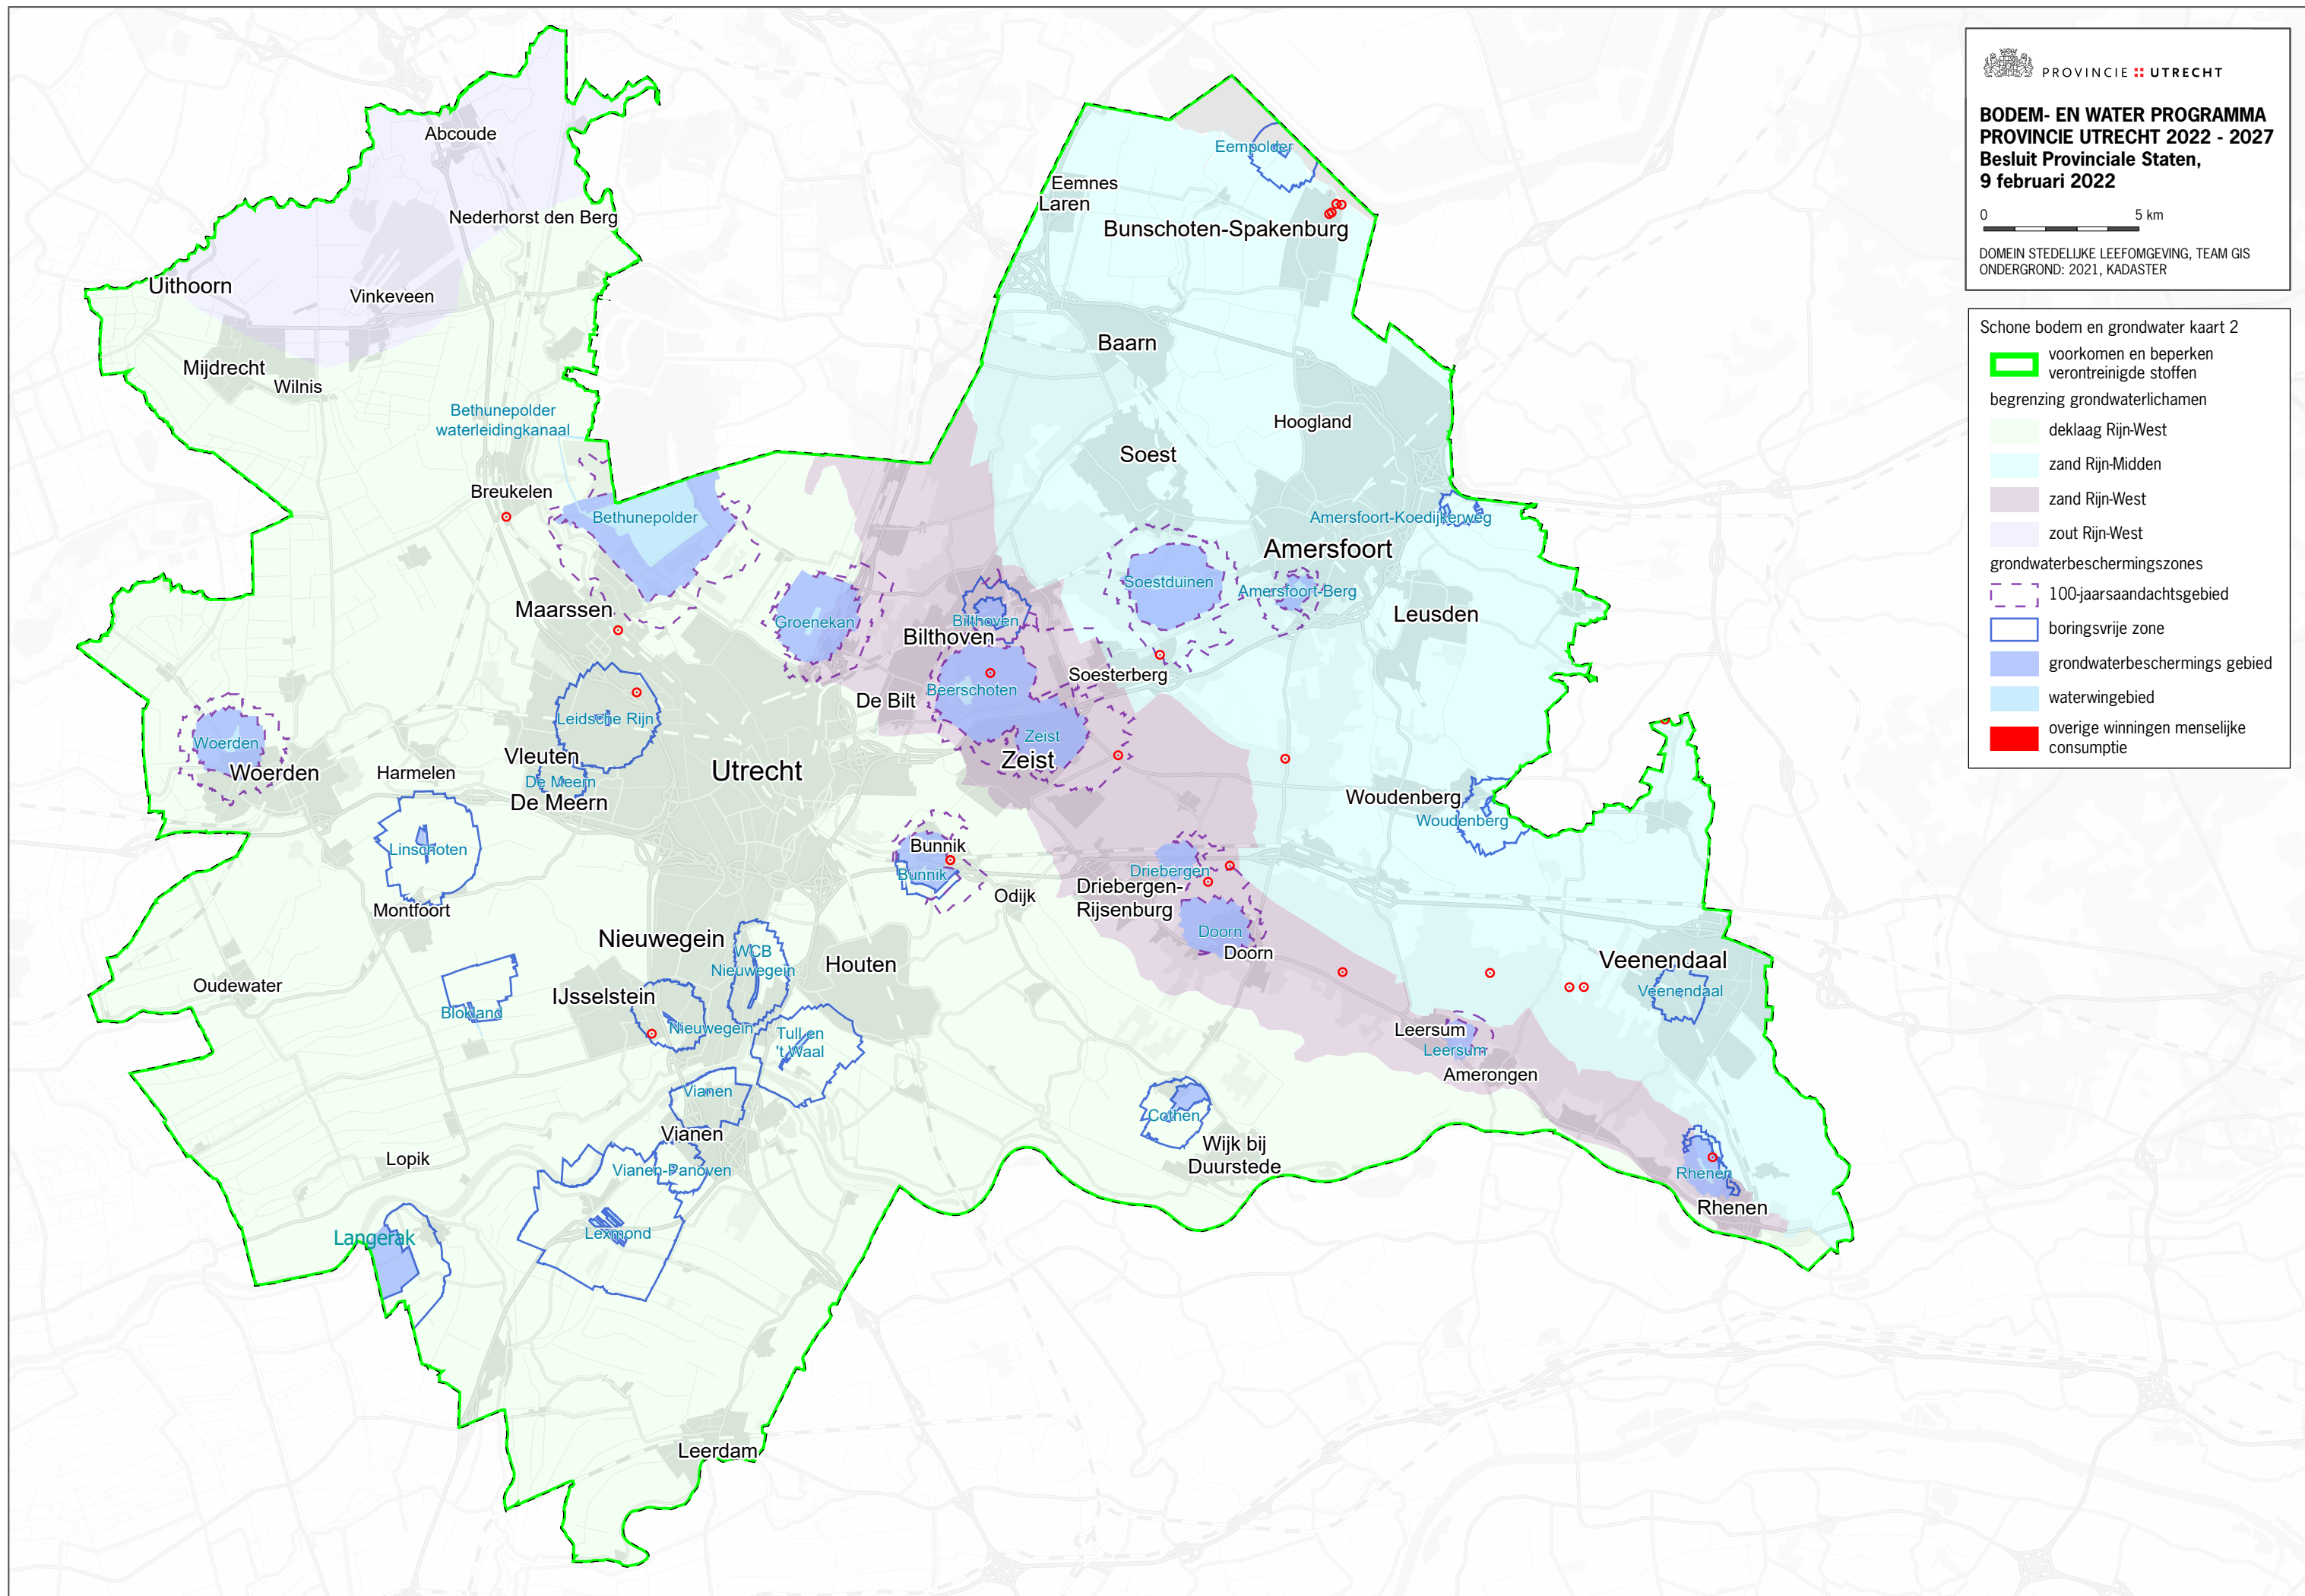 PROVINCIE UTRECHT
BODEM- EN WATER PROGRAMMA
PROVINCIE UTRECHT 2022 - 2027
Besluit Provinciale Staten,
9 februari 2022
0 5 km
DOMEIN STEDELIJKE LEEFOMGEVING, TEAM GIS
ONDERGROND: 2021, KADASTER
Schone bodem en grondwater kaart 2
voorkomen en beperken
verontreinigde stoffen
begrenzing grondwaterlichamen
deklaag Rijn-West
zand Rijn-Midden
zand Rijn-West
zout Rijn-West
grondwaterbeschermingszones
100-jaarsaandachtsgebied
boringsvrije zone
grondwaterbeschermings gebied
waterwingebied
overige winningen menselijke
consumptie
Abcoude
Eempolder
Eemnes
Laren
Nederhorst den Berg
Bunschoten-Spakenburg
Uithoorn
Vinkeveen
Baarn
Mijdrecht
Wilnis
Bethunepolder
waterleidingkanaal
Hoogland
Soest
Breukelen
Bethunepolder
Amersfoort-Koedijkerweg
Amersfoort
Soestduinen
Amersfoort-Berg
Maarssen
Groenekan
Bilthoven
Bilthoven
Leusden
Soesterberg
Beerschoten
De Bilt
Leidsche Rijn
Woerden
Zeist
Zeist
Vleuten
Woerden
Harmelen
Utrecht
De Meern
De Meern
Woudenberg
Woudenberg
Linschoten
Bunnik
Bunnik
Driebergen
Driebergen-
Rijsenburg
Odijk
Montfoort
Doorn
Doorn
Nieuwegein
WCB
Nieuwegein
Houten
Veenendaal
Oudewater
IJsselstein
Veenendaal
Blokland
Nieuwegein
Tull en
't Waal
Leersum
Leersum
Amerongen
Vianen
Cothen
Vianen
Wijk bij
Duurstede
Lopik
Vianen-Panoven
Rhenen
Rhenen
Langerak
Lexmond
Leerdam